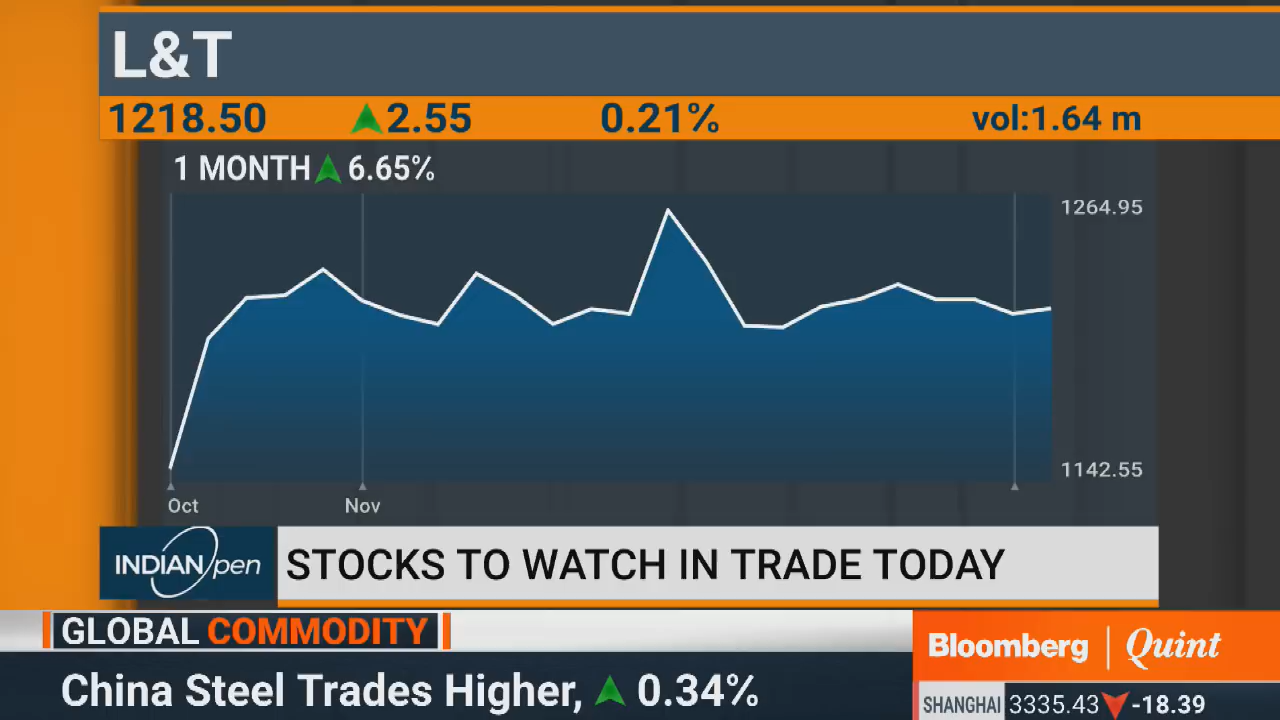 L&T
1218.50 ▲2.55 0.21% vol:1.64 m
1 MONTH▲6.65%
1264.95
1142.55
Oct Nov
INDIANOpen
STOCKS TO WATCH IN TRADE TODAY
GLOBAL COMMODITY
Bloomberg | Quint
China Steel Trades Higher, ▲ 0.34%
SHANGHAI 3335.43▼-18.39